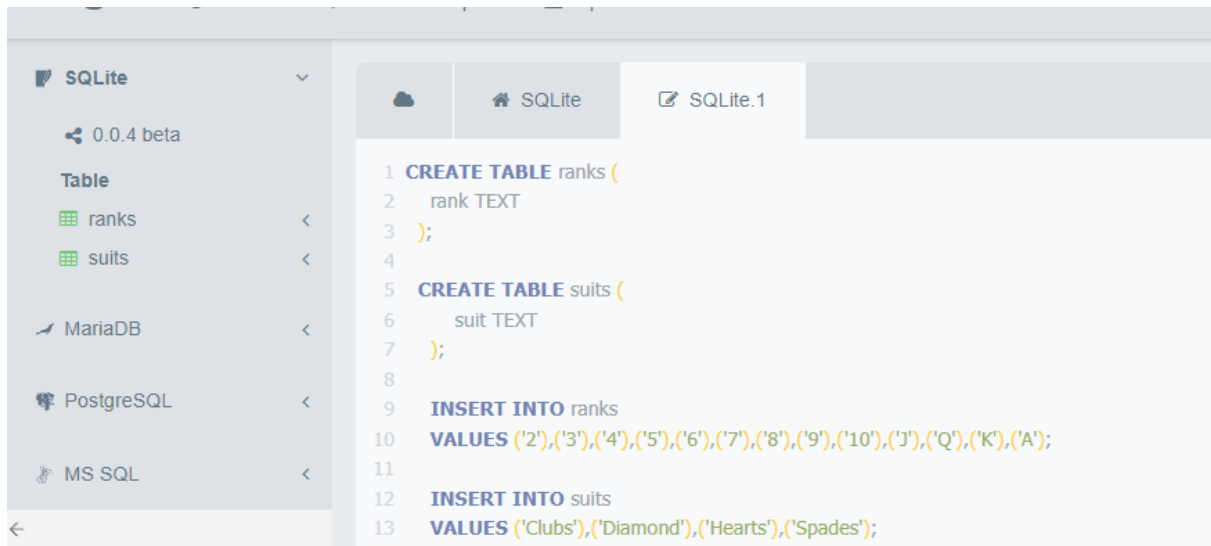 SQLite
0.0.4 beta
Table
ranks
suits
MariaDB
PostgreSQL
MS SQL
SQLite
SQLite.1
1 CREATE TABLE ranks (
2 rank TEXT
3 );
4
5 CREATE TABLE suits (
6 suit TEXT
7 );
8
9 INSERT INTO ranks
10 VALUES ('2'),('3'),('4'),('5'),('6'),('7'),('8'),('9'),('10'),('J'),('Q'),('K'),('A');
11
12 INSERT INTO suits
13 VALUES ('Clubs'),('Diamond'),('Hearts'),('Spades');